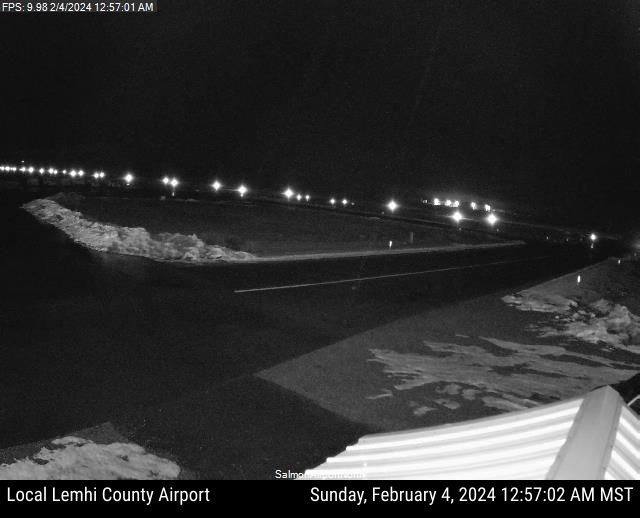 FPS: 9.98 2/4/2024 12:57:01 AM
Local Lemhi County Airport
Sunday, February 4, 2024 12:57:02 AM MST